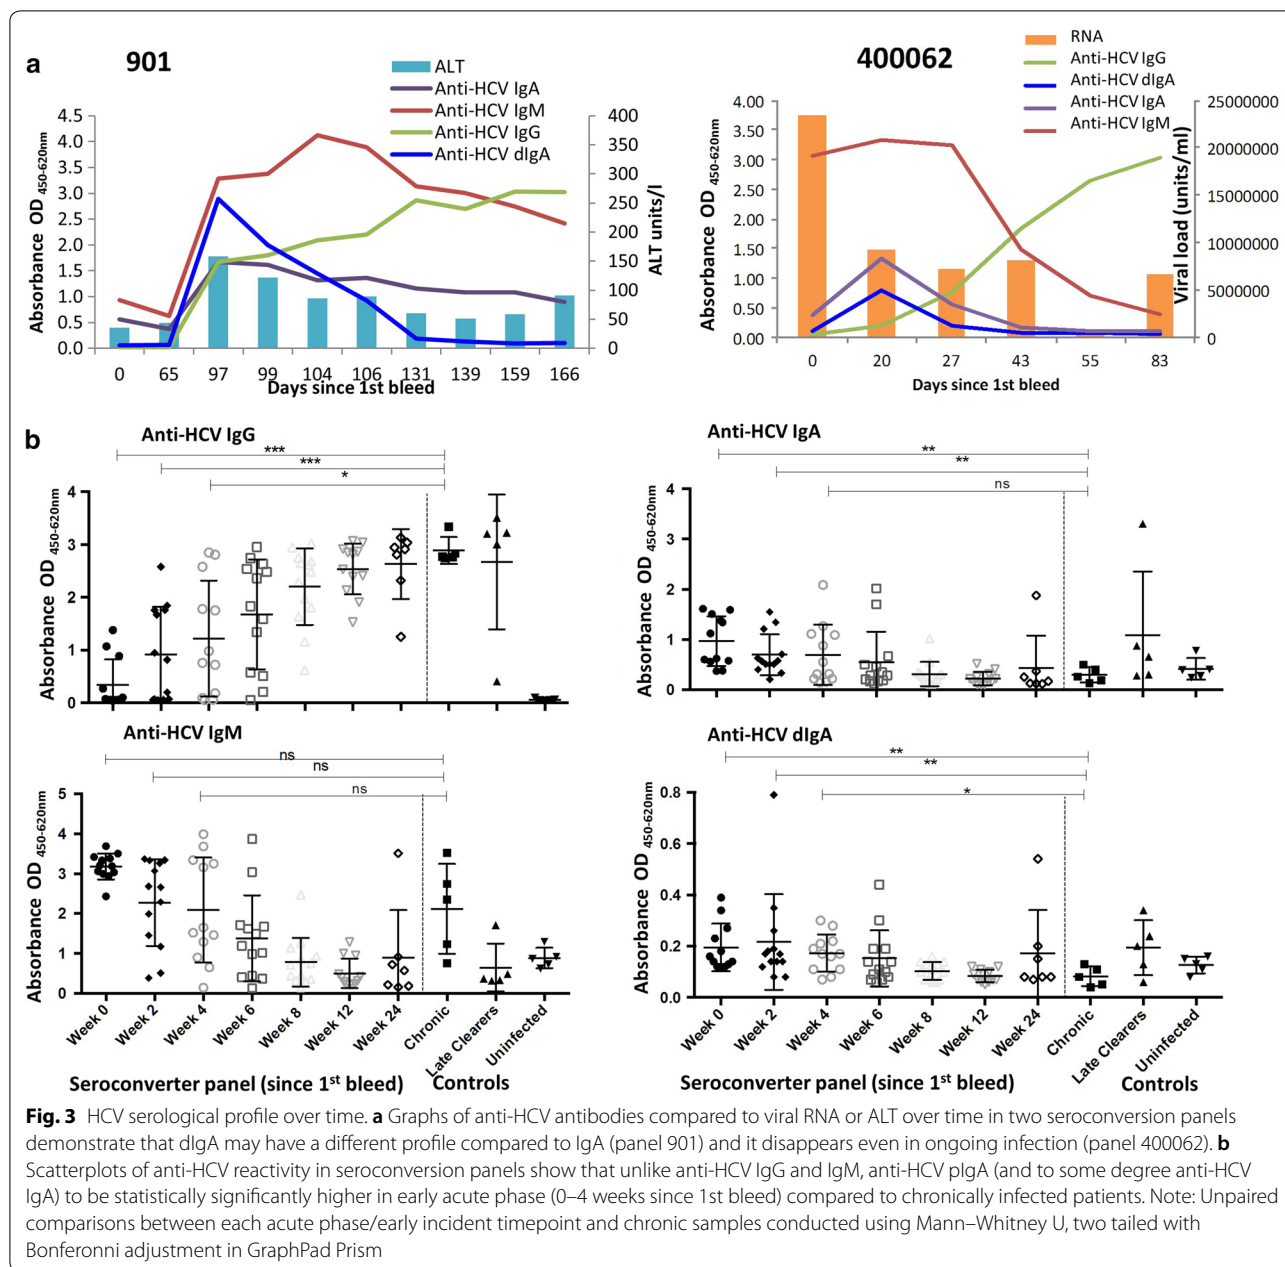 a
901
ALT
Anti-HCV IgA
Anti-HCV IgM
Anti-HCV IgG
Anti-HCV dIgA
Absorbance OD 450-620nm
4.5
4.0
3.5
3.0
2.5
2.0
1.5
1.0
0.5
0.0
400
350
300
250
200
150
100
50
0
ALT units/l
0 65 97 99 104 106 131 139 159 166
Days since 1st bleed
400062
RNA
Anti-HCV IgG
Anti-HCV dIgA
Anti-HCV IgA
Anti-HCV IgM
Absorbance OD 450-620nm
4.00
3.50
3.00
2.50
2.00
1.50
1.00
0.50
0.00
25000000
20000000
15000000
10000000
5000000
0
Viral load (units/ml)
0 20 27 43 55 83
Days since 1st bleed
b
Anti-HCV IgG
***
***
*
Absorbance OD 450-620nm
4
3
2
1
0
Anti-HCV IgA
**
**
ns
Absorbance OD 450-620nm
4
3
2
1
0
Anti-HCV IgM
ns
ns
ns
Absorbance OD 450-620nm
5
4
3
2
1
0
Week 0 Week 2 Week 4 Week 6 Week 8 Week 12 Week 24 Chronic Late Clearers Uninfected
Seroconverter panel (since 1st bleed) Controls
Anti-HCV dIgA
**
**
*
Absorbance OD 450-620nm
0.8
0.6
0.4
0.2
0.0
Week 0 Week 2 Week 4 Week 6 Week 8 Week 12 Week 24 Chronic Late Clearers Uninfected
Seroconverter panel (since 1st bleed) Controls
Fig. 3 HCV serological profile over time. a Graphs of anti-HCV antibodies compared to viral RNA or ALT over time in two seroconversion panels
demonstrate that dIgA may have a different profile compared to IgA (panel 901) and it disappears even in ongoing infection (panel 400062). b
Scatterplots of anti-HCV reactivity in seroconversion panels show that unlike anti-HCV IgG and IgM, anti-HCV pIgA (and to some degree anti-HCV
IgA) to be statistically significantly higher in early acute phase (0–4 weeks since 1st bleed) compared to chronically infected patients. Note: Unpaired
comparisons between each acute phase/early incident timepoint and chronic samples conducted using Mann–Whitney U, two tailed with
Bonferonni adjustment in GraphPad Prism